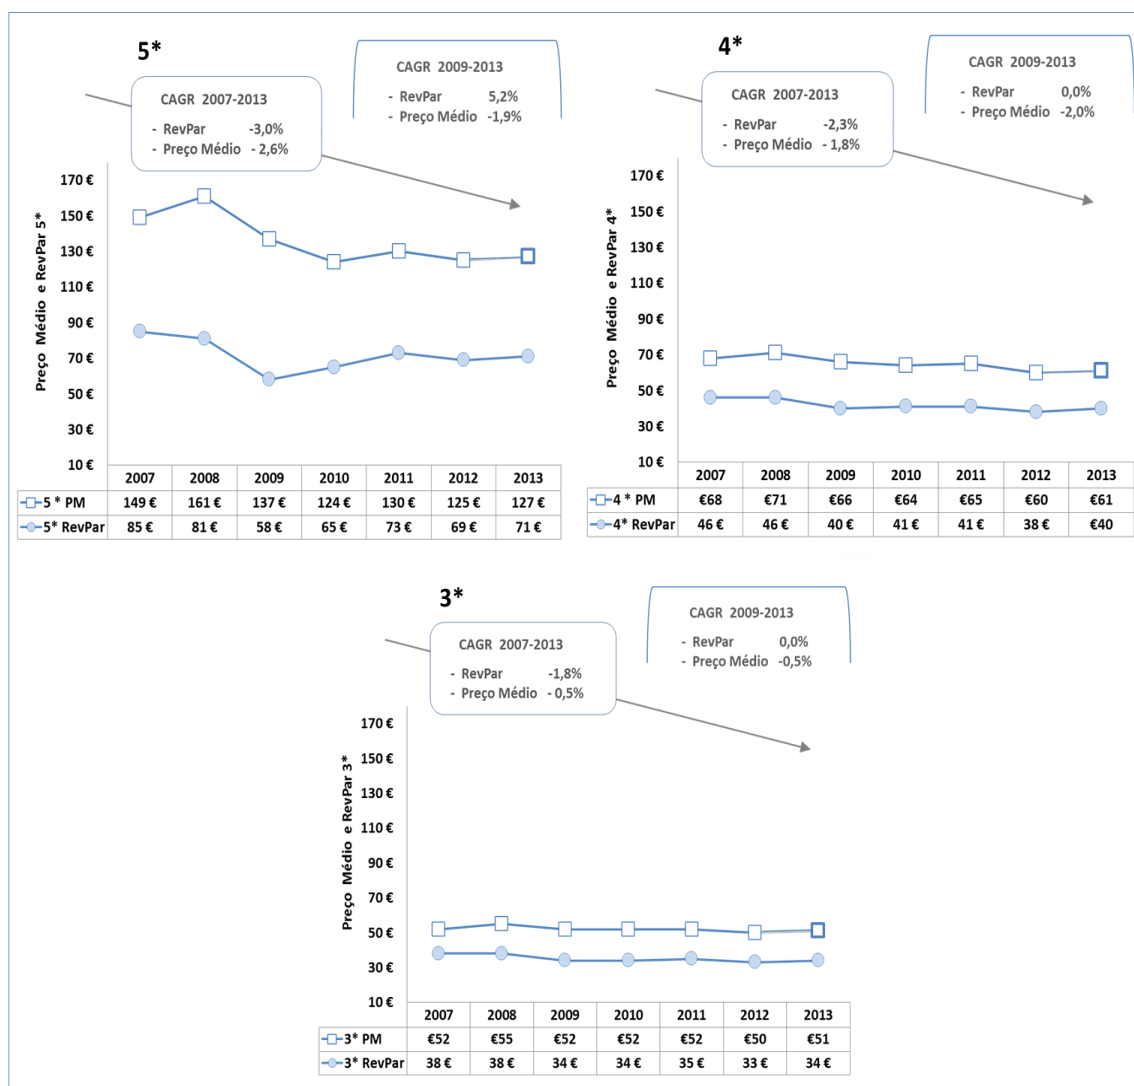 5*
CAGR 2009-2013
- RevPar 5,2%
- Preço Médio -1,9%
CAGR 2007-2013
- RevPar -3,0%
- Preço Médio - 2,6%
Preço Médio e RevPar 5*
170 €
150 €
130 €
110 €
90 €
70 €
50 €
30 €
10 €
2007 2008 2009 2010 2011 2012 2013
5 * PM 149 € 161 € 137 € 124 € 130 € 125 € 127 €
5* RevPar 85 € 81 € 58 € 65 € 73 € 69 € 71 €
4*
CAGR 2009-2013
- RevPar 0,0%
- Preço Médio -2,0%
CAGR 2007-2013
- RevPar -2,3%
- Preço Médio - 1,8%
Preço Médio e RevPar 4*
170 €
150 €
130 €
110 €
90 €
70 €
50 €
30 €
10 €
2007 2008 2009 2010 2011 2012 2013
4 * PM €68 €71 €66 €64 €65 €60 €61
4* RevPar 46 € 46 € 40 € 41 € 41 € 38 € €40
3*
CAGR 2009-2013
- RevPar 0,0%
- Preço Médio -0,5%
CAGR 2007-2013
- RevPar -1,8%
- Preço Médio - 0,5%
Preço Médio e RevPar 3*
170 €
150 €
130 €
110 €
90 €
70 €
50 €
30 €
10 €
2007 2008 2009 2010 2011 2012 2013
3* PM €52 €55 €52 €52 €52 €50 €51
3* RevPar 38 € 38 € 34 € 34 € 35 € 33 € 34 €